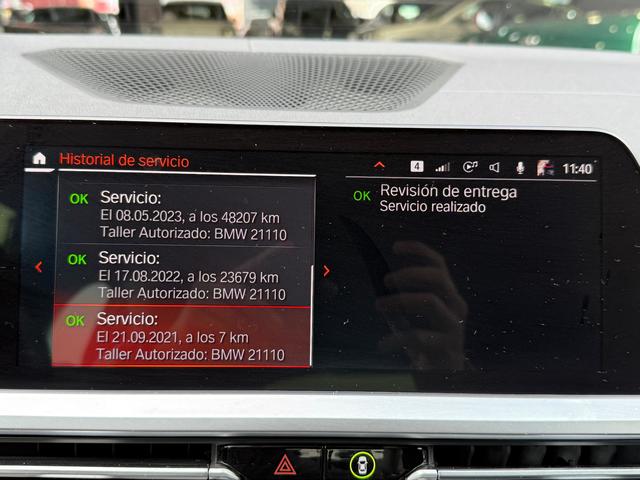 Historial de servicio
4
11:40
OK Servicio:
El 08.05.2023, a los 48207 km
Taller Autorizado: BMW 21110
OK Servicio:
El 17.08.2022, a los 23679 km
Taller Autorizado: BMW 21110
OK Servicio:
El 21.09.2021, a los 7 km
Taller Autorizado: BMW 21110
OK Revisión de entrega
Servicio realizado